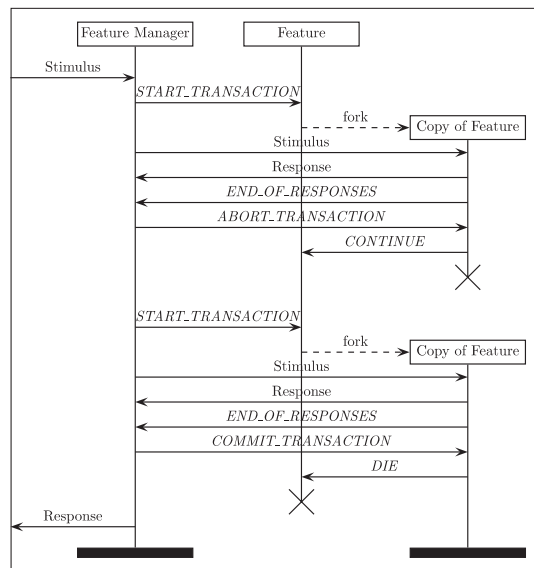 Feature Manager
Feature
Stimulus
START_TRANSACTION
fork
Copy of Feature
Stimulus
Response
END_OF_RESPONSES
ABORT_TRANSACTION
CONTINUE
START_TRANSACTION
fork
Copy of Feature
Stimulus
Response
END_OF_RESPONSES
COMMIT_TRANSACTION
DIE
Response